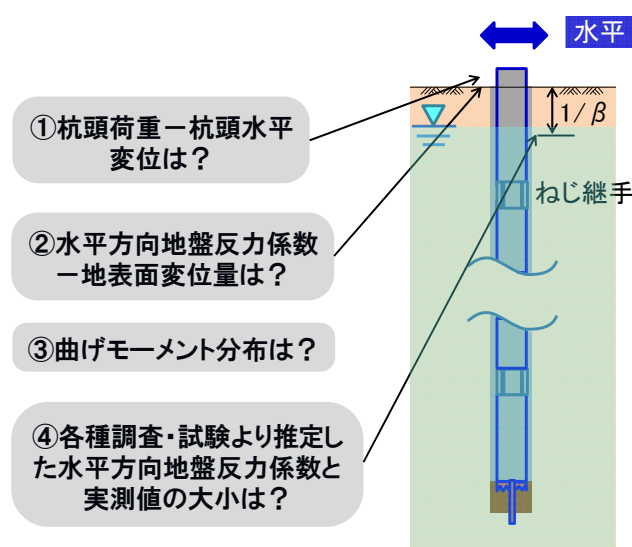 水平
①杭頭荷重－杭頭水平
変位は？
1/β
ねじ継手
②水平方向地盤反力係数
－地表面変位量は？
③曲げモーメント分布は？
④各種調査・試験より推定し
た水平方向地盤反力係数と
実測値の大小は？